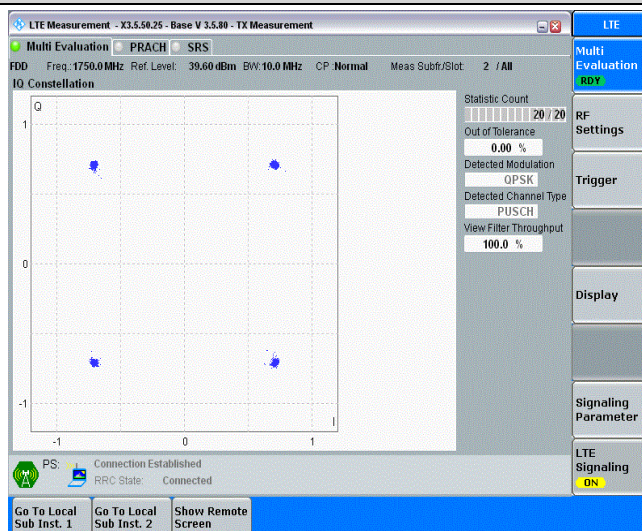 LTE Measurement - X3.5.50.25 - Base V 3.5.80 - TX Measurement
LTE
Multi Evaluation PRACH SRS
FDD Freq.: 1750.0 MHz Ref. Level: 39.60 dBm BW: 10.0 MHz CP : Normal Meas Subfr./Slot: 2 / All
IQ Constellation
Q
1
0
-1
I
-1 0 1
Statistic Count
20 / 20
Out of Tolerance
0.00 %
Detected Modulation
QPSK
Detected Channel Type
PUSCH
View Filter Throughput
100.0 %
Multi
Evaluation
RDY
RF
Settings
Trigger
Display
Signaling
Parameter
LTE
Signaling
ON
PS: Connection Established
RRC State: Connected
Go To Local
Sub Inst. 1
Go To Local
Sub Inst. 2
Show Remote
Screen